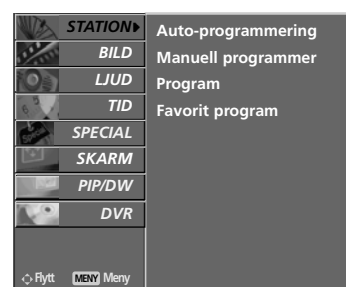 STATION
BILD
LJUD
TID
SPECIAL
SKARM
PIP/DW
DVR
Flytt MENY Meny
Auto-programmering
Manuell programmer
Program
Favorit program